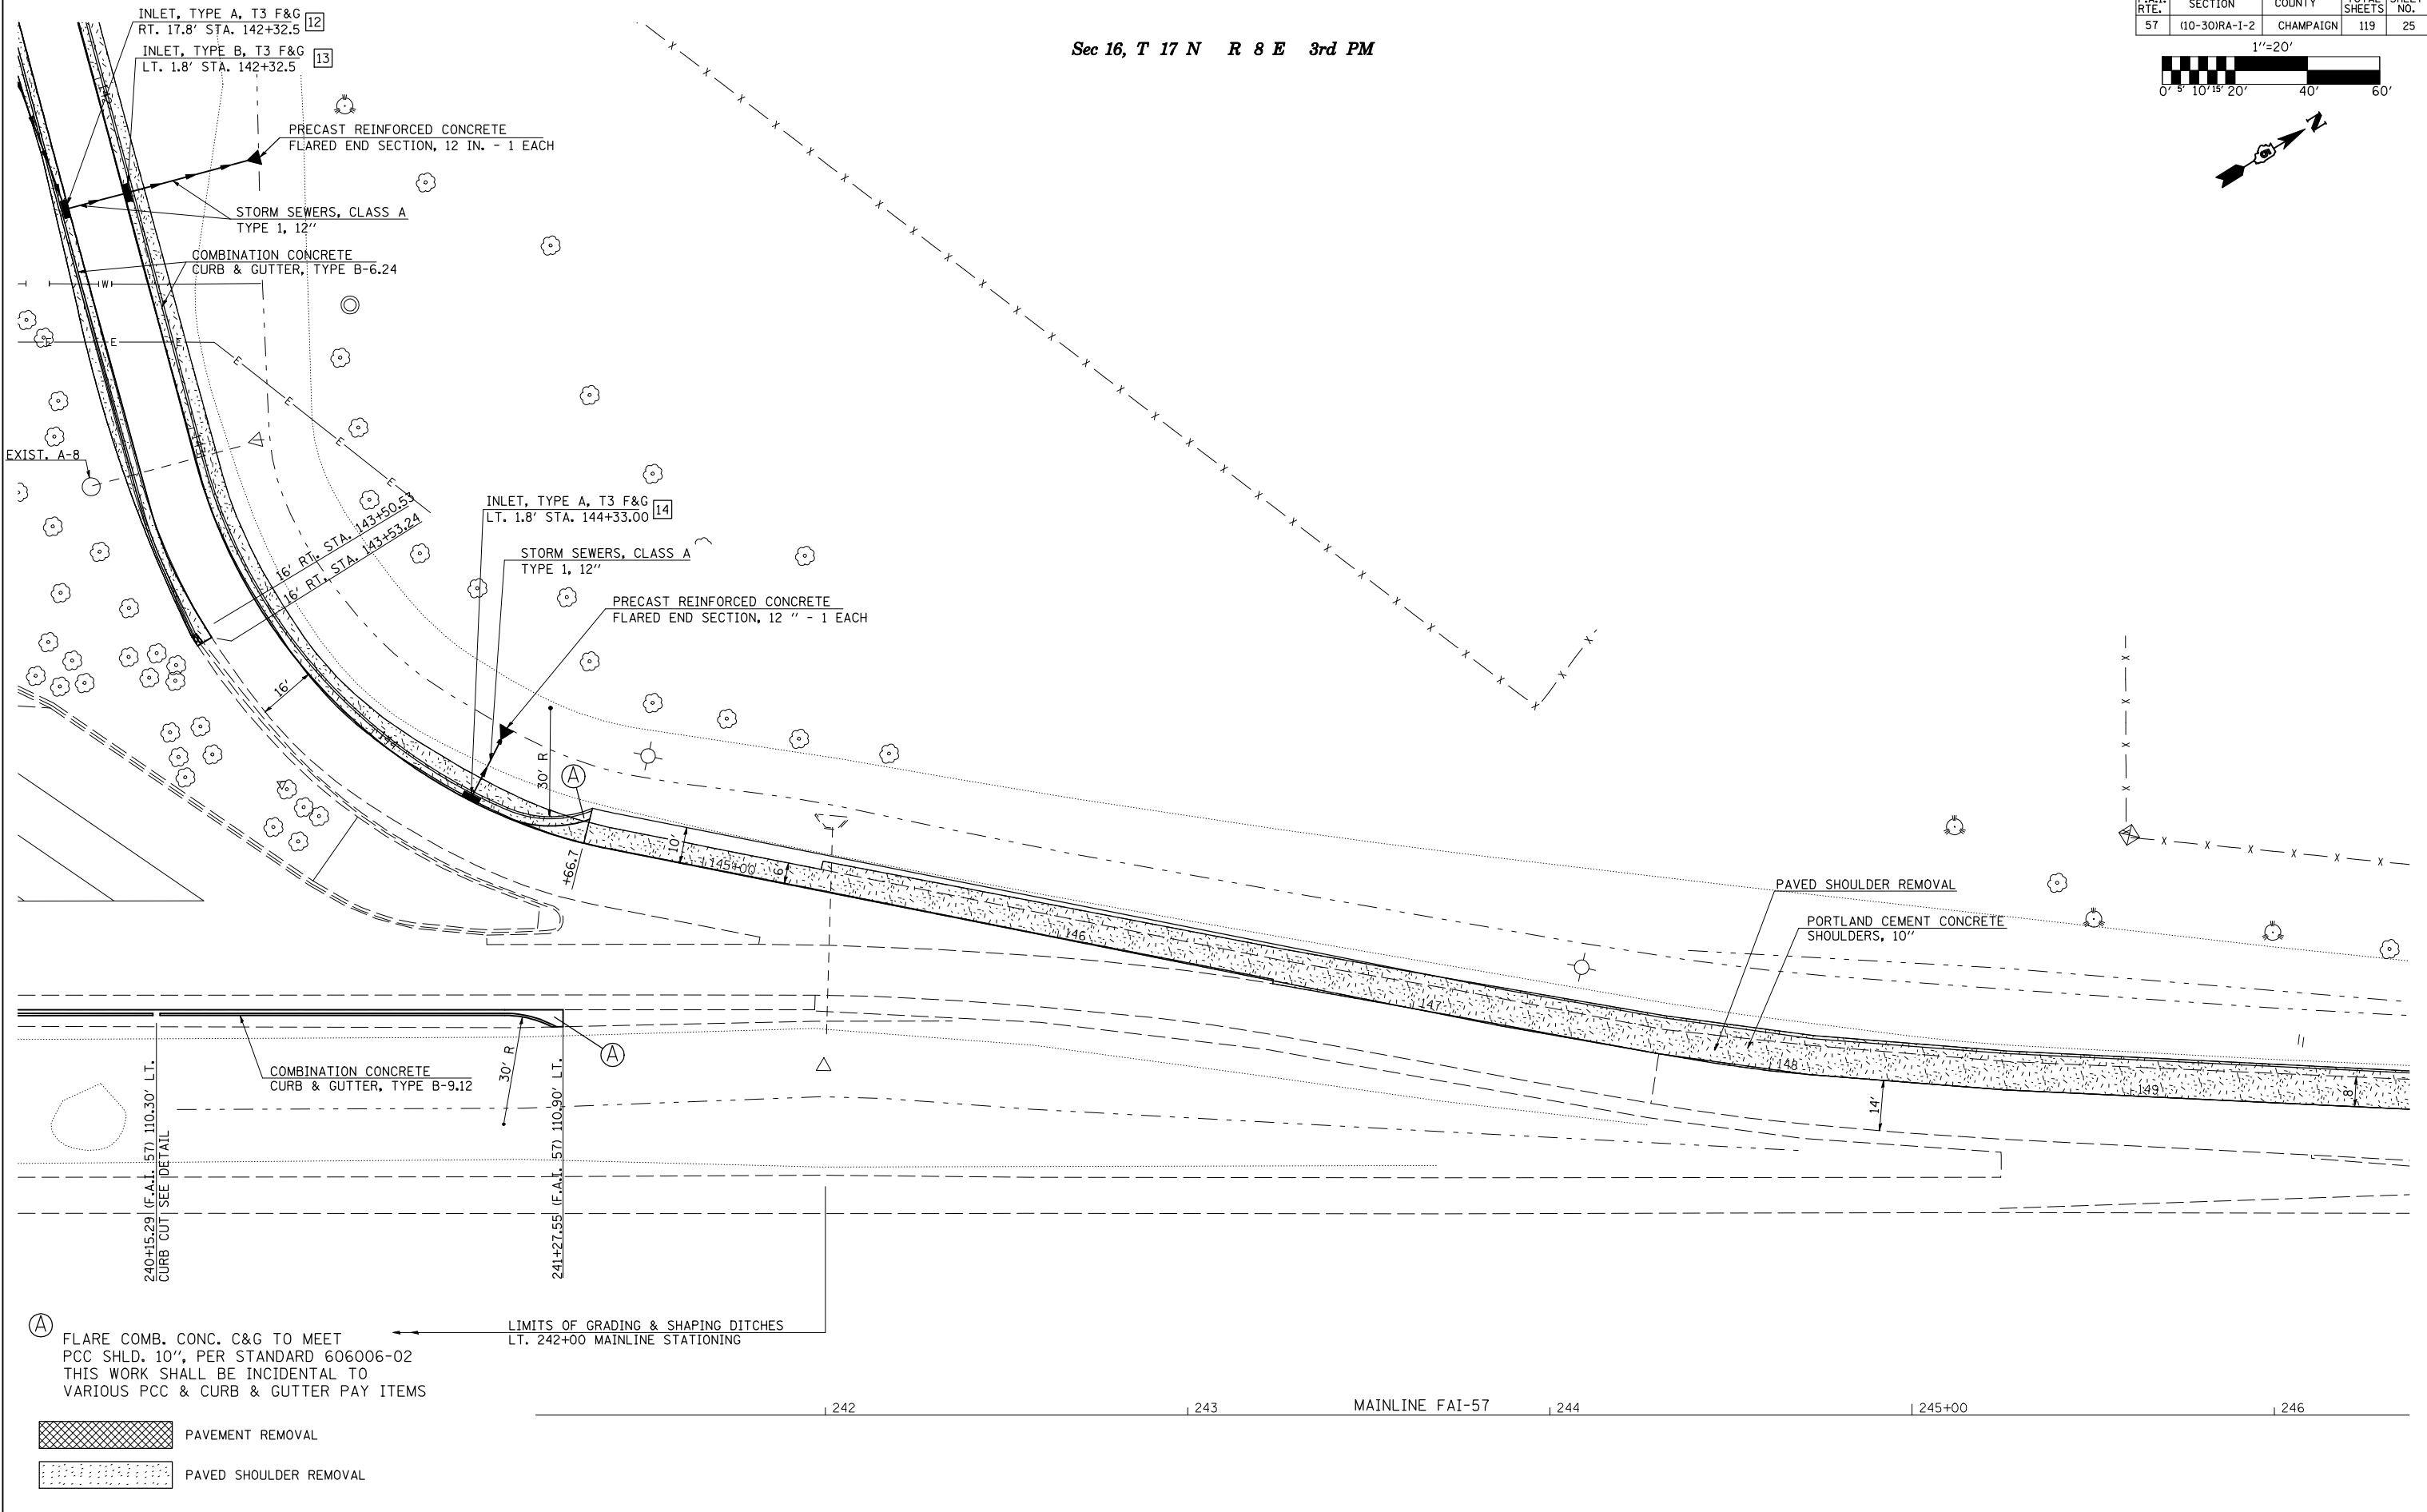 INLET, TYPE A, T3 F&G
RT. 17.8' STA. 142+32.5
12
INLET, TYPE B, T3 F&G
LT. 1.8' STA. 142+32.5
13
Sec 16, T 17 N R 8 E 3rd PM
RTE. SECTION COUNTY SHEETS NO.
57 (10-30)RA-I-2 CHAMPAIGN 119 25
1"=20'
0' 5' 10' 15' 20' 40' 60'
N
PRECAST REINFORCED CONCRETE
FLARED END SECTION, 12 IN. - 1 EACH
STORM SEWERS, CLASS A
TYPE 1, 12"
COMBINATION CONCRETE
CURB & GUTTER, TYPE B-6.24
W
E E E E E E E
EXIST. A-8
16' RT. STA. 143+50.53
16' RT. STA. 143+53.24
INLET, TYPE A, T3 F&G
LT. 1.8' STA. 144+33.00
14
STORM SEWERS, CLASS A
TYPE 1, 12"
PRECAST REINFORCED CONCRETE
FLARED END SECTION, 12 " - 1 EACH
16'
144
30' R
A
+66.7
10'
145+00
6'
146
147
148
149
PAVED SHOULDER REMOVAL
PORTLAND CEMENT CONCRETE
SHOULDERS, 10"
14'
8'
COMBINATION CONCRETE
CURB & GUTTER, TYPE B-9.12
30' R
A
240+15.29 (F.A.I. 57) 110.30' LT.
CURB CUT SEE DETAIL
241+27.55 (F.A.I. 57) 110.90' LT.
LIMITS OF GRADING & SHAPING DITCHES
LT. 242+00 MAINLINE STATIONING
A
FLARE COMB. CONC. C&G TO MEET
PCC SHLD. 10", PER STANDARD 606006-02
THIS WORK SHALL BE INCIDENTAL TO
VARIOUS PCC & CURB & GUTTER PAY ITEMS
242 243 MAINLINE FAI-57 244 245+00 246
PAVEMENT REMOVAL
PAVED SHOULDER REMOVAL